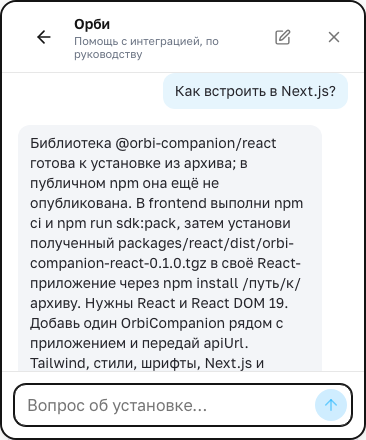 Орби
Помощь с интеграцией, по
руководству
Как встроить в Next.js?
Библиотека @orbi-companion/react
готова к установке из архива; в
публичном npm она ещё не
опубликована. В frontend выполни npm
ci и npm run sdk:pack, затем установи
полученный packages/react/dist/orbi-
companion-react-0.1.0.tgz в своё React-
приложение через npm install /путь/к/
архиву. Нужны React и React DOM 19.
Добавь один OrbiCompanion рядом с
приложением и передай apiUrl.
Tailwind, стили, шрифты, Next.js и
Вопрос об установке...